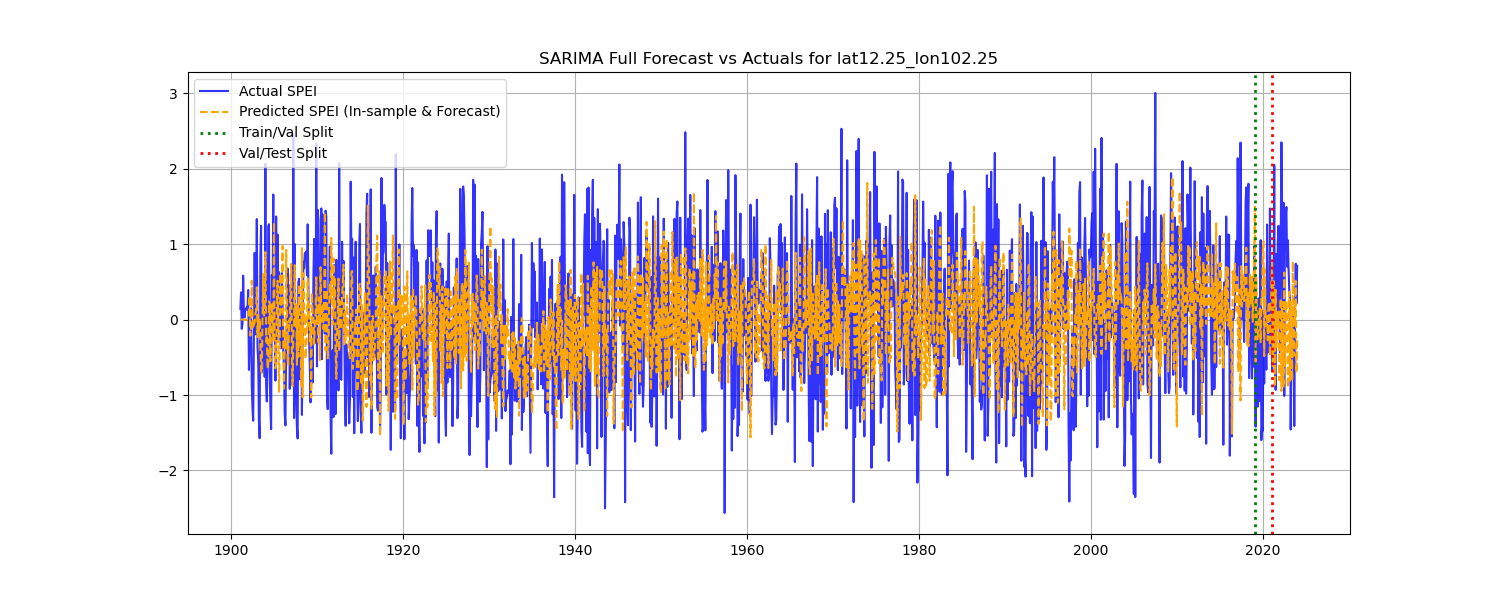 SARIMA Full Forecast vs Actuals for lat12.25_lon102.25
Actual SPEI
Predicted SPEI (In-sample & Forecast)
Train/Val Split
Val/Test Split
3
2
1
0
−1
−2
1900 1920 1940 1960 1980 2000 2020